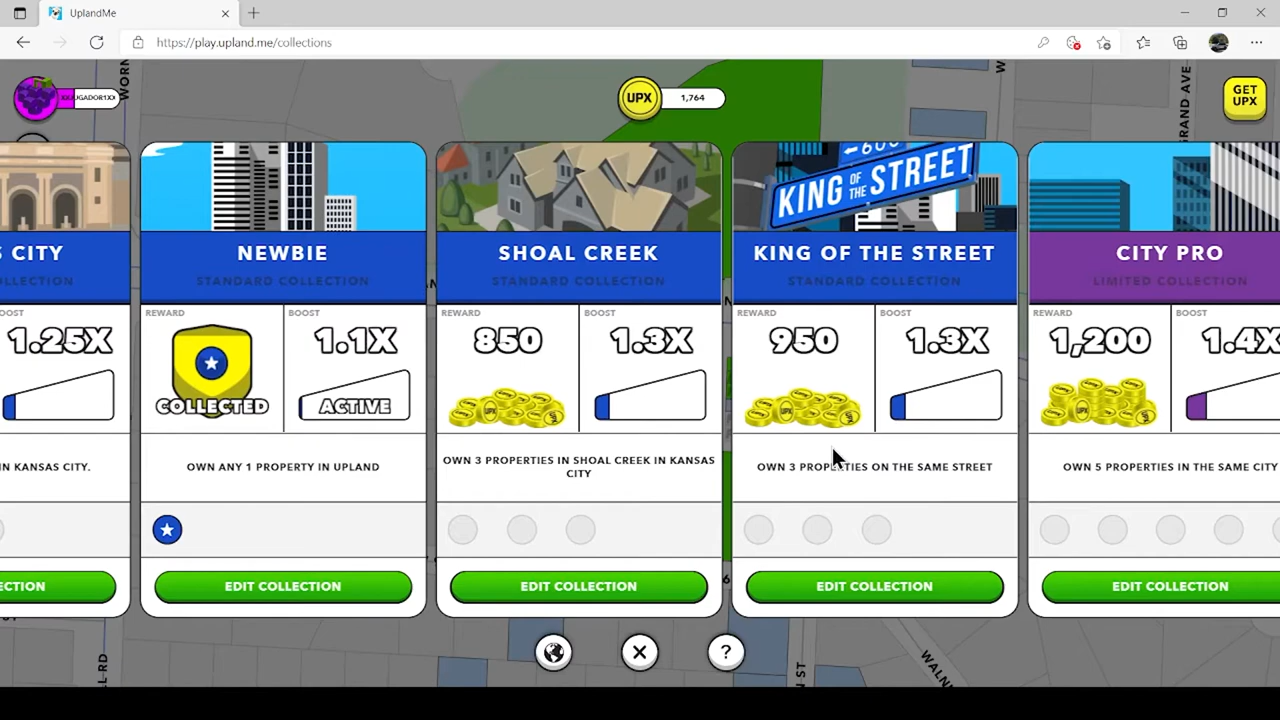 UplandMe
https://play.upland.me/collections
UPX
1,764
GET
UPX
GRAND AVE
S CITY
NEWBIE
STANDARD COLLECTION
SHOAL CREEK
STANDARD COLLECTION
KING OF THE STREET
KING OF THE STREET
STANDARD COLLECTION
CITY PRO
LIMITED COLLECTION
BOOST
1.25X
REWARD
COLLECTED
BOOST
1.1X
ACTIVE
REWARD
850
BOOST
1.3X
REWARD
950
BOOST
1.3X
REWARD
1,200
BOOST
1.4X
IN KANSAS CITY.
OWN ANY 1 PROPERTY IN UPLAND
OWN 3 PROPERTIES IN SHOAL CREEK IN KANSAS
CITY
OWN 3 PROPERTIES ON THE SAME STREET
OWN 5 PROPERTIES IN THE SAME CITY
EDIT COLLECTION
EDIT COLLECTION
EDIT COLLECTION
EDIT COLLECTION
?